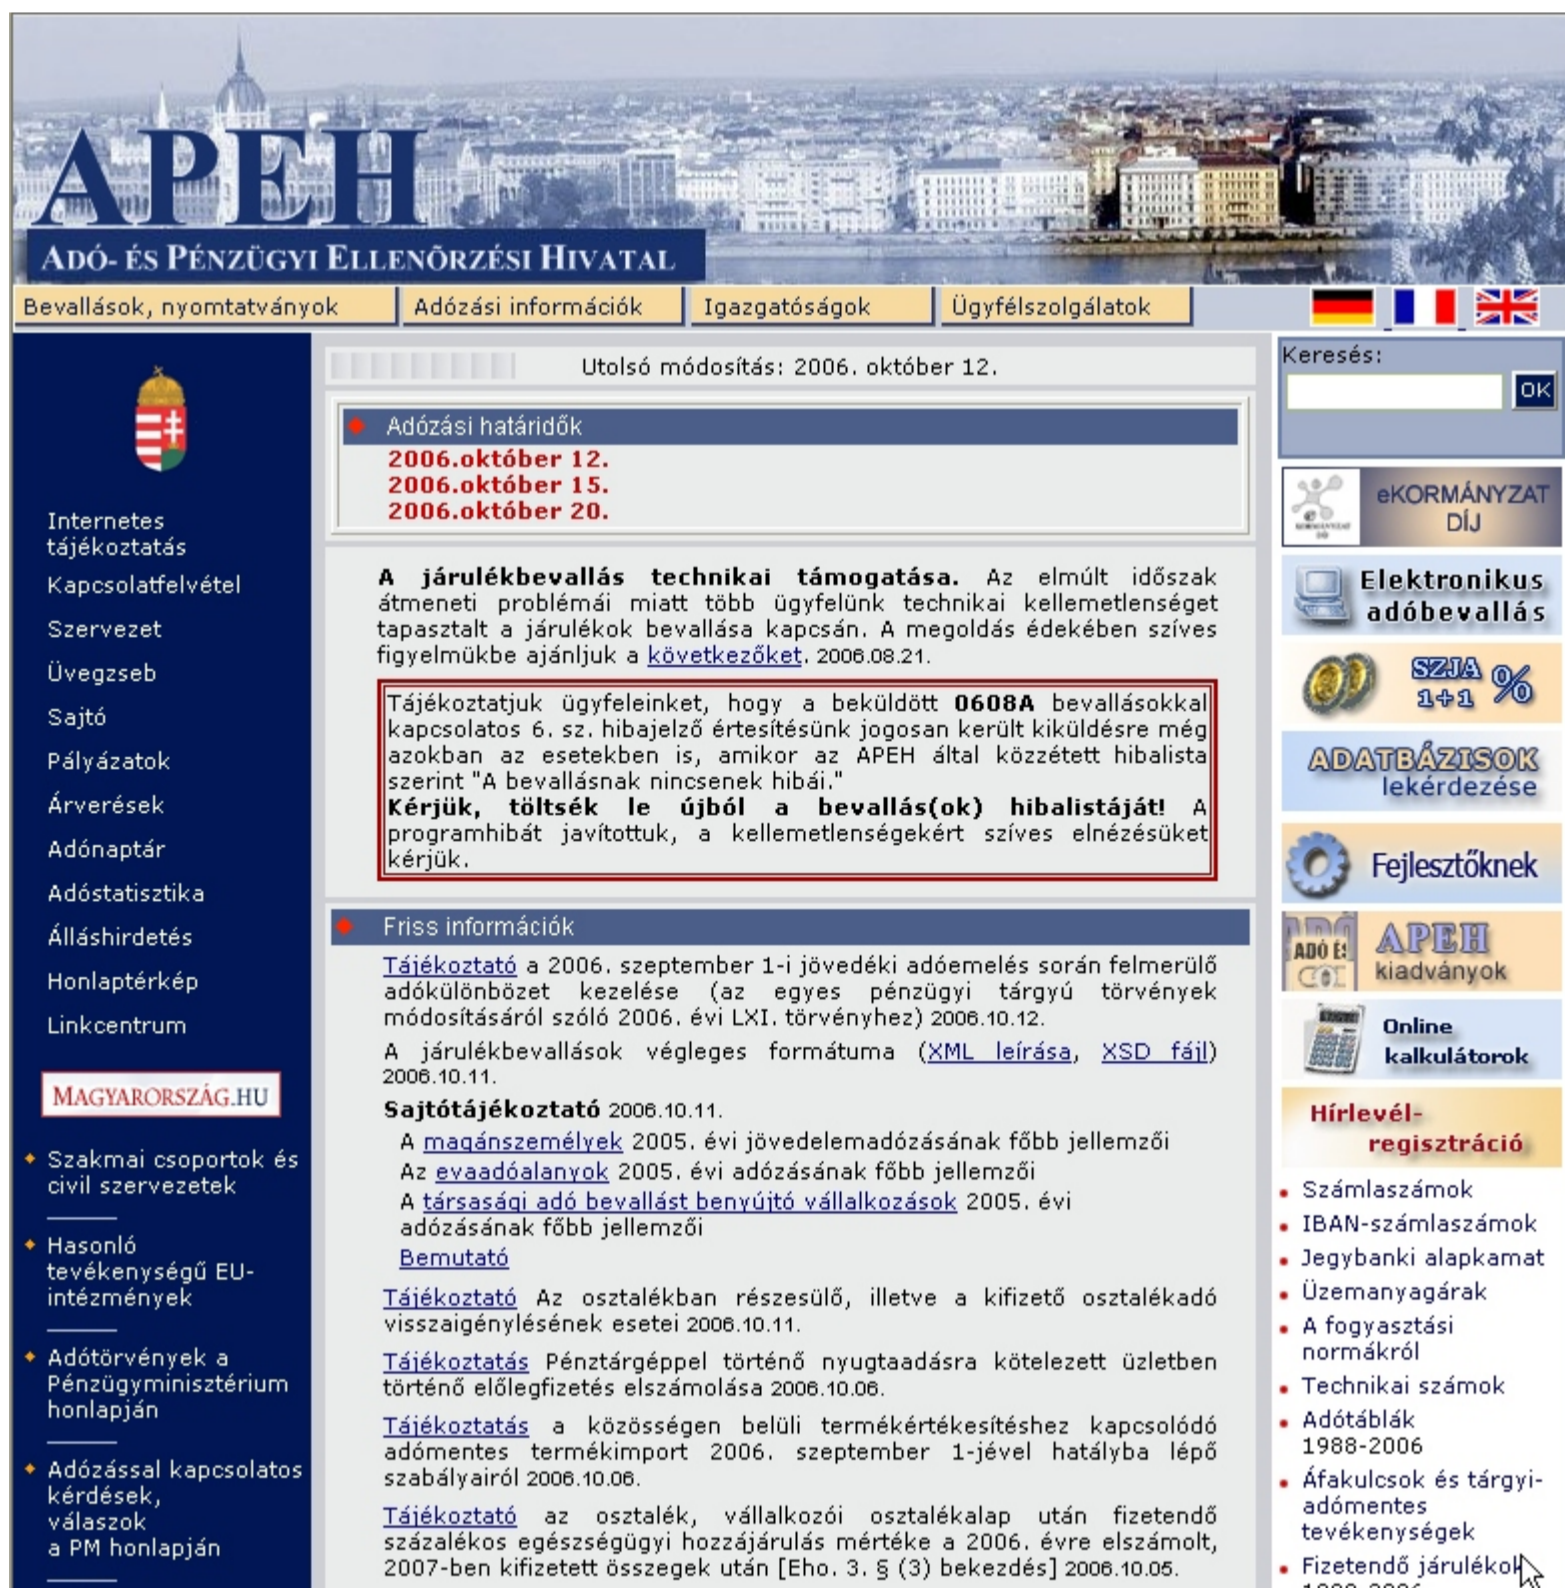 APEH
ADÓ- ÉS PÉNZÜGYI ELLENÕRZÉSI HIVATAL
Bevallások, nyomtatványok
Adózási információk
Igazgatóságok
Ügyfélszolgálatok
Internetes
tájékoztatás
Kapcsolatfelvétel
Szervezet
Üvegzseb
Sajtó
Pályázatok
Árverések
Adónaptár
Adóstatisztika
Álláshirdetés
Honlaptérkép
Linkcentrum
MAGYARORSZÁG.HU
Szakmai csoportok és
civil szervezetek
Hasonló
tevékenységű EU-
intézmények
Adótörvények a
Pénzügyminisztérium
honlapján
Adózással kapcsolatos
kérdések,
válaszok
a PM honlapján
Utolsó módosítás: 2006. október 12.
Adózási határidők
2006.október 12.
2006.október 15.
2006.október 20.
A járulékbevallás technikai támogatása. Az elmúlt időszak
átmeneti problémái miatt több ügyfelünk technikai kellemetlenséget
tapasztalt a járulékok bevallása kapcsán. A megoldás édekében szíves
figyelmükbe ajánljuk a következőket. 2006.08.21.
Tájékoztatjuk ügyfeleinket, hogy a beküldött 0608A bevallásokkal
kapcsolatos 6. sz. hibajelző értesítésünk jogosan került kiküldésre még
azokban az esetekben is, amikor az APEH által közzétett hibalista
szerint "A bevallásnak nincsenek hibái."
Kérjük, töltsék le újból a bevallás(ok) hibalistáját! A
programhibát javítottuk, a kellemetlenségekért szíves elnézésüket
kérjük.
Friss információk
Tájékoztató a 2006. szeptember 1-i jövedéki adóemelés során felmerülő
adókülönbözet kezelése (az egyes pénzügyi tárgyú törvények
módosításáról szóló 2006. évi LXI. törvényhez) 2006.10.12.
A járulékbevallások végleges formátuma (XML leírása, XSD fájl)
2006.10.11.
Sajtótájékoztató 2006.10.11.
A magánszemélyek 2005. évi jövedelemadózásának főbb jellemzői
Az evaadóalanyok 2005. évi adózásának főbb jellemzői
A társasági adó bevallást benyújtó vállalkozások 2005. évi
adózásának főbb jellemzői
Bemutató
Tájékoztató Az osztalékban részesülő, illetve a kifizető osztalékadó
visszaigénylésének esetei 2006.10.11.
Tájékoztatás Pénztárgéppel történő nyugtaadásra kötelezett üzletben
történő előlegfizetés elszámolása 2006.10.06.
Tájékoztatás a közösségen belüli termékértékesítéshez kapcsolódó
adómentes termékimport 2006. szeptember 1-jével hatályba lépő
szabályairól 2006.10.06.
Tájékoztató az osztalék, vállalkozói osztalékalap után fizetendő
százalékos egészségügyi hozzájárulás mértéke a 2006. évre elszámolt,
2007-ben kifizetett összegek után [Eho. 3. § (3) bekezdés] 2006.10.05.
Keresés:
OK
eKORMÁNYZAT
DÍJ
Elektronikus
adóbevallás
SZJA
1+1 %
ADATBÁZISOK
lekérdezése
Fejlesztőknek
ADÓ ÉS
APEH
kiadványok
Online
kalkulátorok
Hírlevél-
regisztráció
Számlaszámok
IBAN-számlaszámok
Jegybanki alapkamat
Üzemanyagárak
A fogyasztási
normákról
Technikai számok
Adótáblák
1988-2006
Áfakulcsok és tárgyi-
adómentes
tevékenységek
Fizetendő járulékok